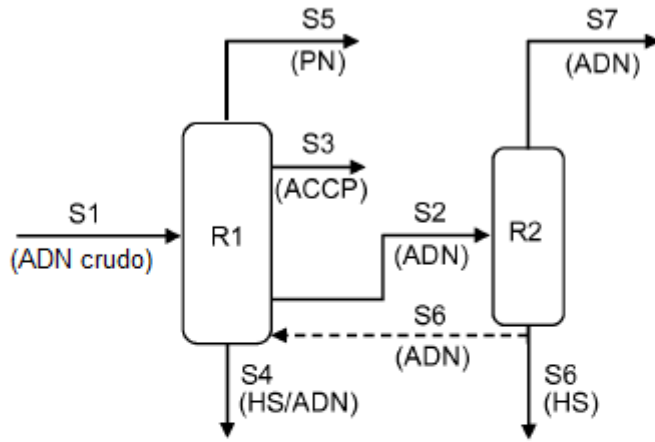 S5
(PN)
S7
(ADN)
S3
(ACCP)
S1
(ADN crudo)
R1
S2
(ADN)
R2
S6
(ADN)
S4
(HS/ADN)
S6
(HS)